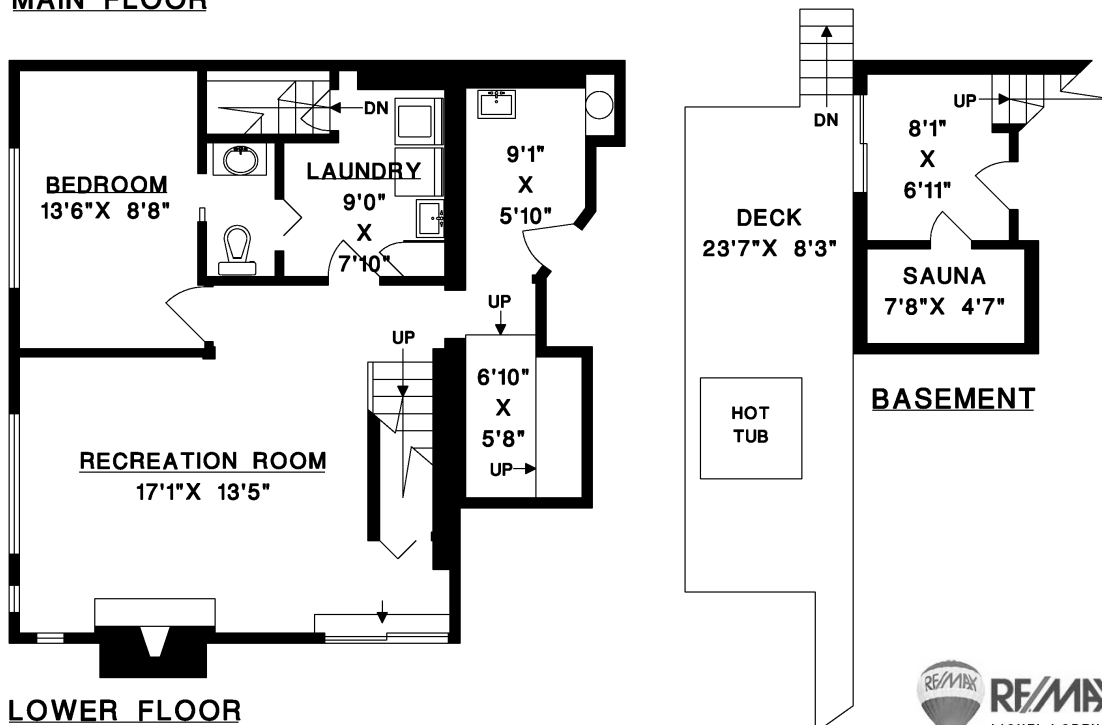 MAIN FLOOR
DN
BEDROOM
13'6"X 8'8"
LAUNDRY
9'0"
X
7'10"
9'1"
X
5'10"
UP
UP
6'10"
X
5'8"
UP
RECREATION ROOM
17'1"X 13'5"
LOWER FLOOR
DN
DECK
23'7"X 8'3"
HOT
TUB
UP
8'1"
X
6'11"
SAUNA
7'8"X 4'7"
BASEMENT
RE/MAX
RE/MAX